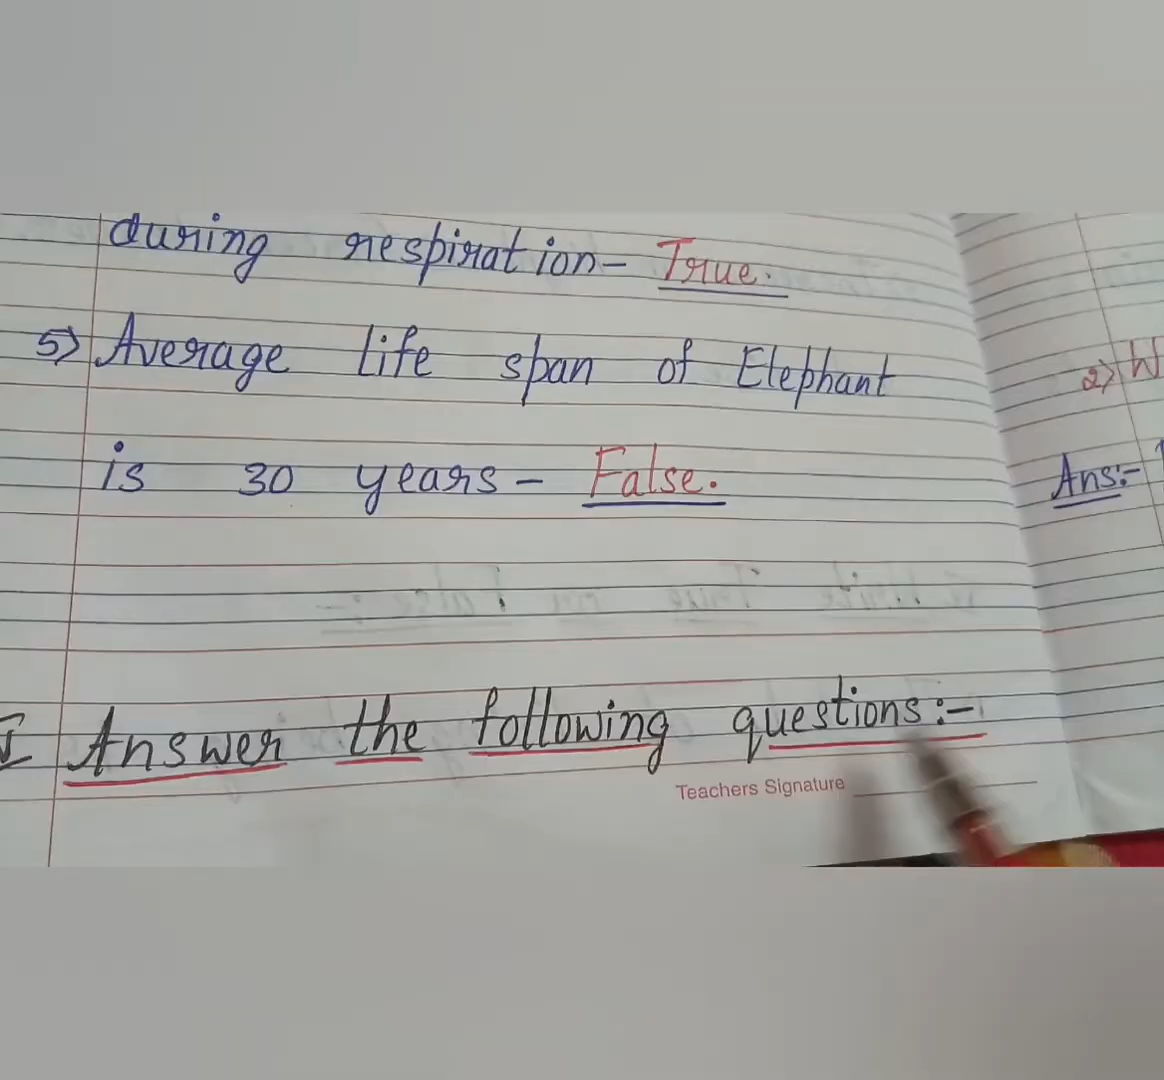 during respiration- True.
5) Average life span of Elephant
is 30 years- False.
I Answer the following questions:-
Teachers Signature
2) W
Ans:-